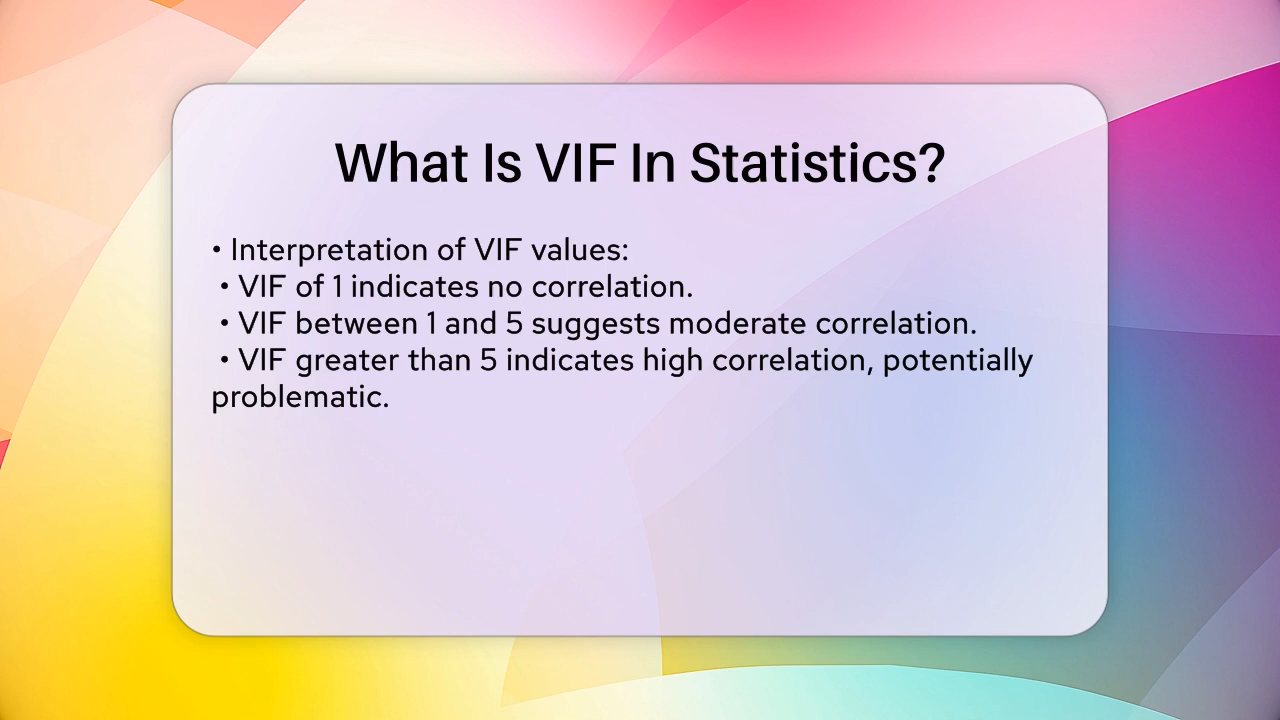 What Is VIF In Statistics?
• Interpretation of VIF values:
• VIF of 1 indicates no correlation.
• VIF between 1 and 5 suggests moderate correlation.
• VIF greater than 5 indicates high correlation, potentially
problematic.